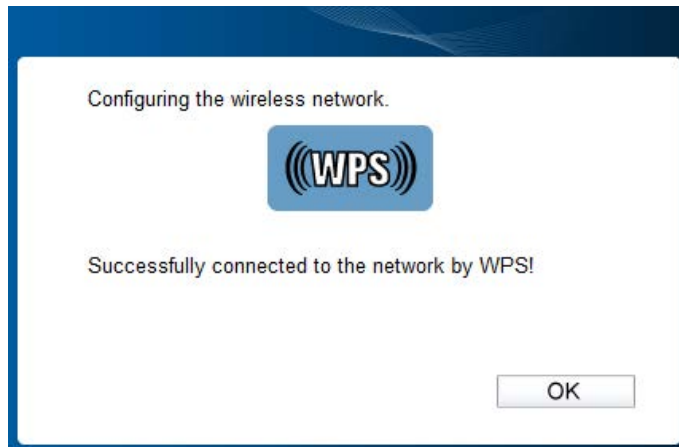 Configuring the wireless network.
WPS
Successfully connected to the network by WPS!
OK